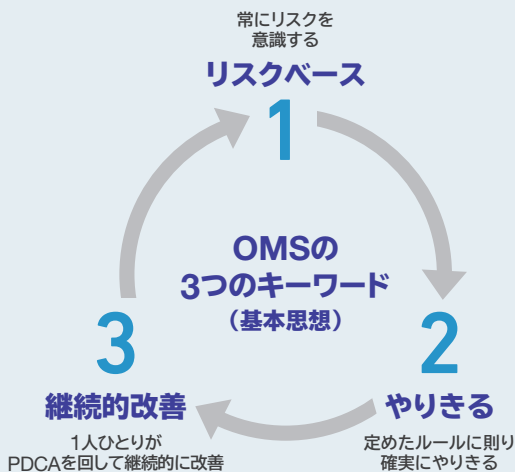 常にリスクを
意識する
リスクベース
1
OMSの
3つのキーワード
（基本思想）
2
やりきる
定めたルールに則り
確実にやりきる
3
継続的改善
1人ひとりが
PDCAを回して継続的に改善